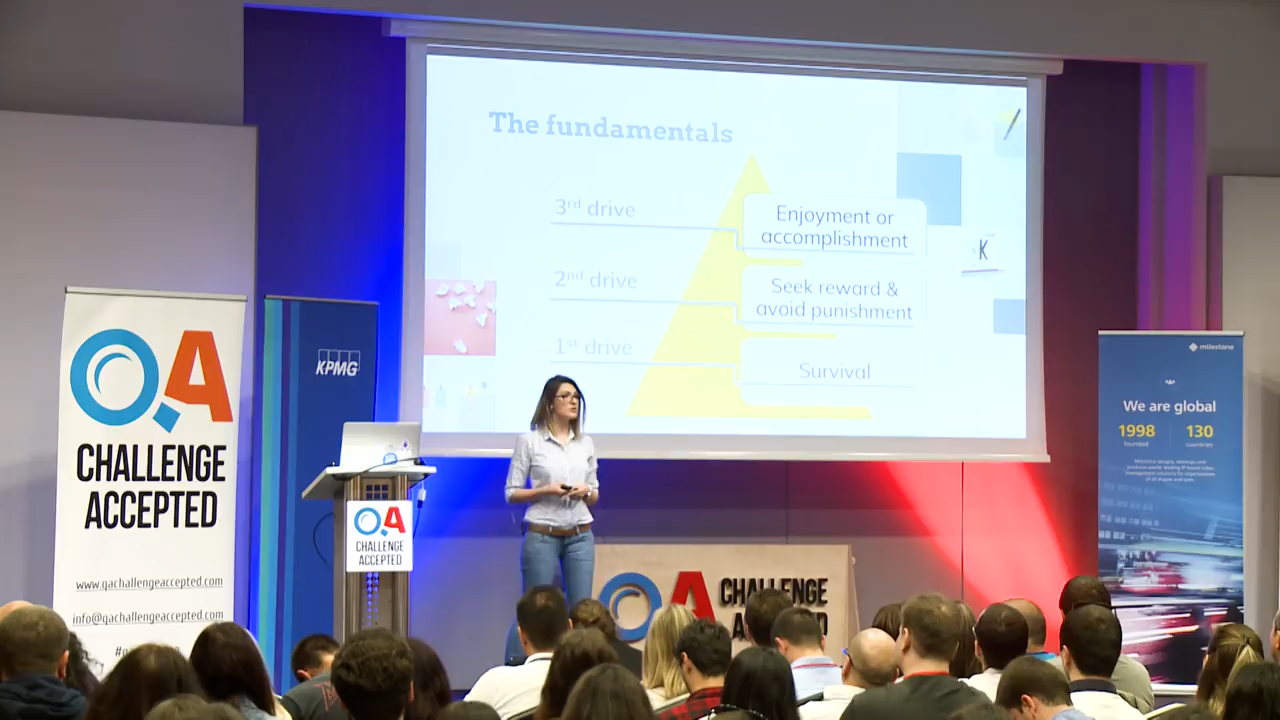 The fundamentals
3rd drive
Enjoyment or
accomplishment
2nd drive
Seek reward &
avoid punishment
1st drive
Survival
K
QA
CHALLENGE
ACCEPTED
www.qachallengeaccepted.com
info@qachallengeaccepted.com
KPMG
QA
CHALLENGE
ACCEPTED
QA
CHALLENGE
milestone
We are global
1998
130
founded
countries